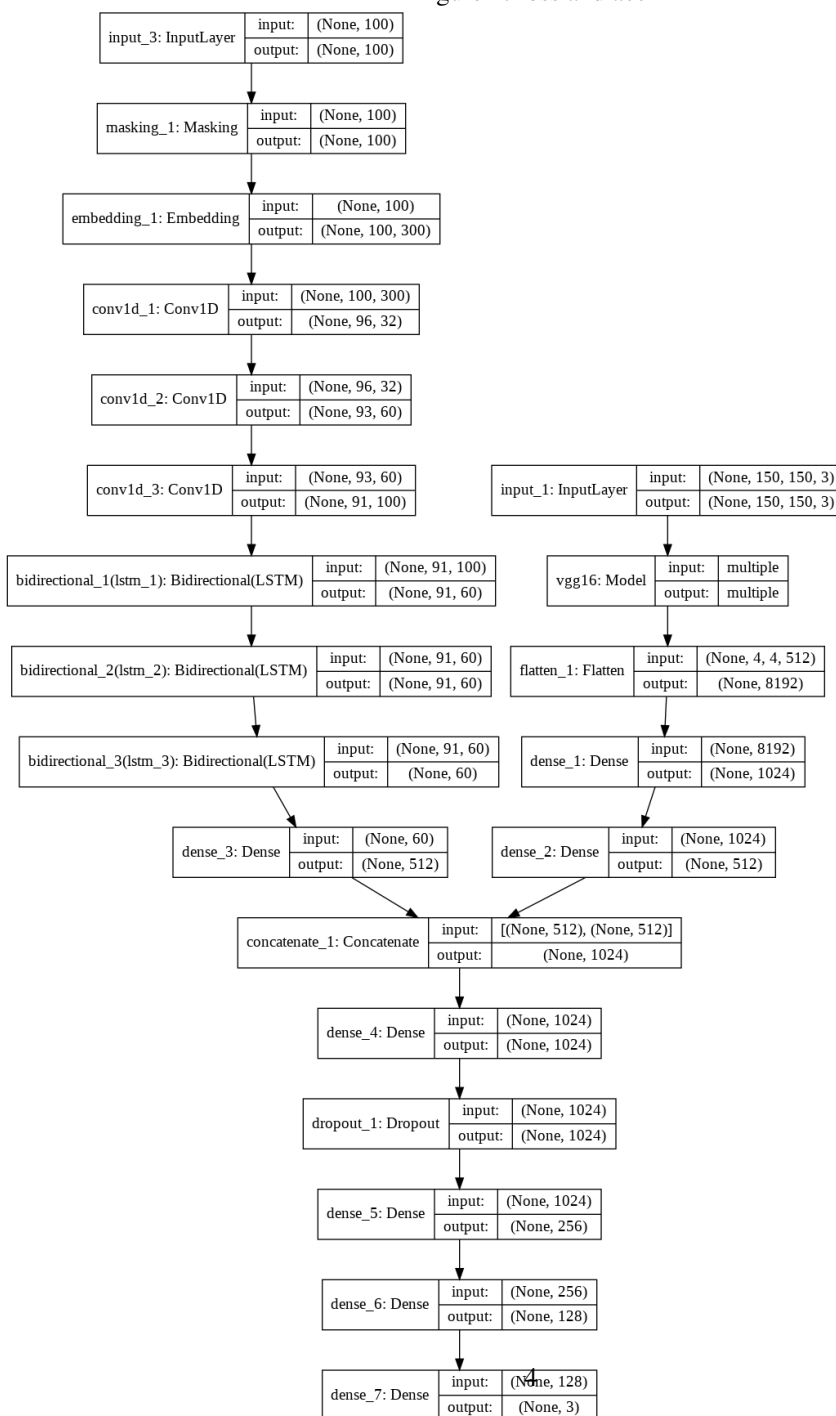 input_3: InputLayer
input: (None, 100)
output: (None, 100)
masking_1: Masking
input: (None, 100)
output: (None, 100)
embedding_1: Embedding
input: (None, 100)
output: (None, 100, 300)
conv1d_1: Conv1D
input: (None, 100, 300)
output: (None, 96, 32)
conv1d_2: Conv1D
input: (None, 96, 32)
output: (None, 93, 60)
conv1d_3: Conv1D
input: (None, 93, 60)
output: (None, 91, 100)
input_1: InputLayer
input: (None, 150, 150, 3)
output: (None, 150, 150, 3)
bidirectional_1(lstm_1): Bidirectional(LSTM)
input: (None, 91, 100)
output: (None, 91, 60)
vgg16: Model
input: multiple
output: multiple
bidirectional_2(lstm_2): Bidirectional(LSTM)
input: (None, 91, 60)
output: (None, 91, 60)
flatten_1: Flatten
input: (None, 4, 4, 512)
output: (None, 8192)
bidirectional_3(lstm_3): Bidirectional(LSTM)
input: (None, 91, 60)
output: (None, 60)
dense_1: Dense
input: (None, 8192)
output: (None, 1024)
dense_3: Dense
input: (None, 60)
output: (None, 512)
dense_2: Dense
input: (None, 1024)
output: (None, 512)
concatenate_1: Concatenate
input: [(None, 512), (None, 512)]
output: (None, 1024)
dense_4: Dense
input: (None, 1024)
output: (None, 1024)
dropout_1: Dropout
input: (None, 1024)
output: (None, 1024)
dense_5: Dense
input: (None, 1024)
output: (None, 256)
dense_6: Dense
input: (None, 256)
output: (None, 128)
dense_7: Dense
input: (None, 128)
output: (None, 3)
4